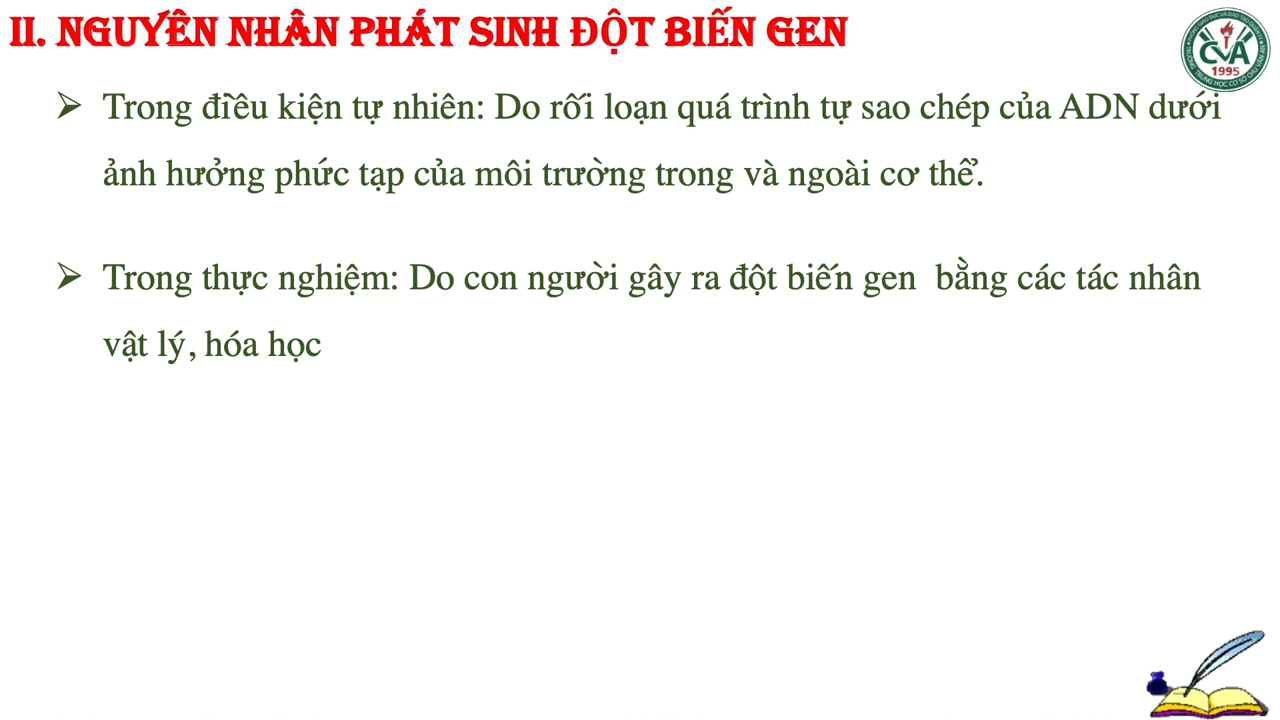 II. NGUYÊN NHÂN PHÁT SINH ĐỘT BIẾN GEN
CVA
1995
➢ Trong điều kiện tự nhiên: Do rối loạn quá trình tự sao chép của ADN dưới
ảnh hưởng phức tạp của môi trường trong và ngoài cơ thể.
➢ Trong thực nghiệm: Do con người gây ra đột biến gen bằng các tác nhân
vật lý, hóa học